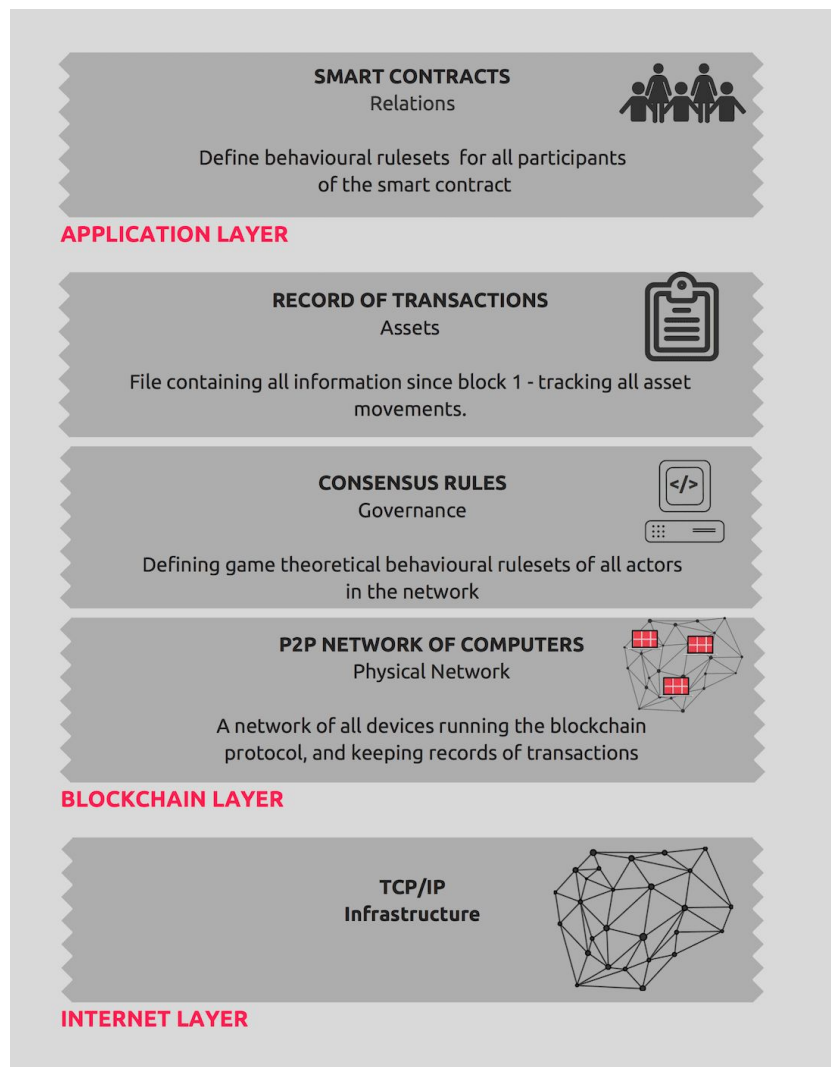 SMART CONTRACTS
Relations
Define behavioural rulesets for all participants
of the smart contract
APPLICATION LAYER
RECORD OF TRANSACTIONS
Assets
File containing all information since block 1 - tracking all asset
movements.
CONSENSUS RULES
Governance
</>
Defining game theoretical behavioural rulesets of all actors
in the network
P2P NETWORK OF COMPUTERS
Physical Network
A network of all devices running the blockchain
protocol, and keeping records of transactions
BLOCKCHAIN LAYER
TCP/IP
Infrastructure
INTERNET LAYER